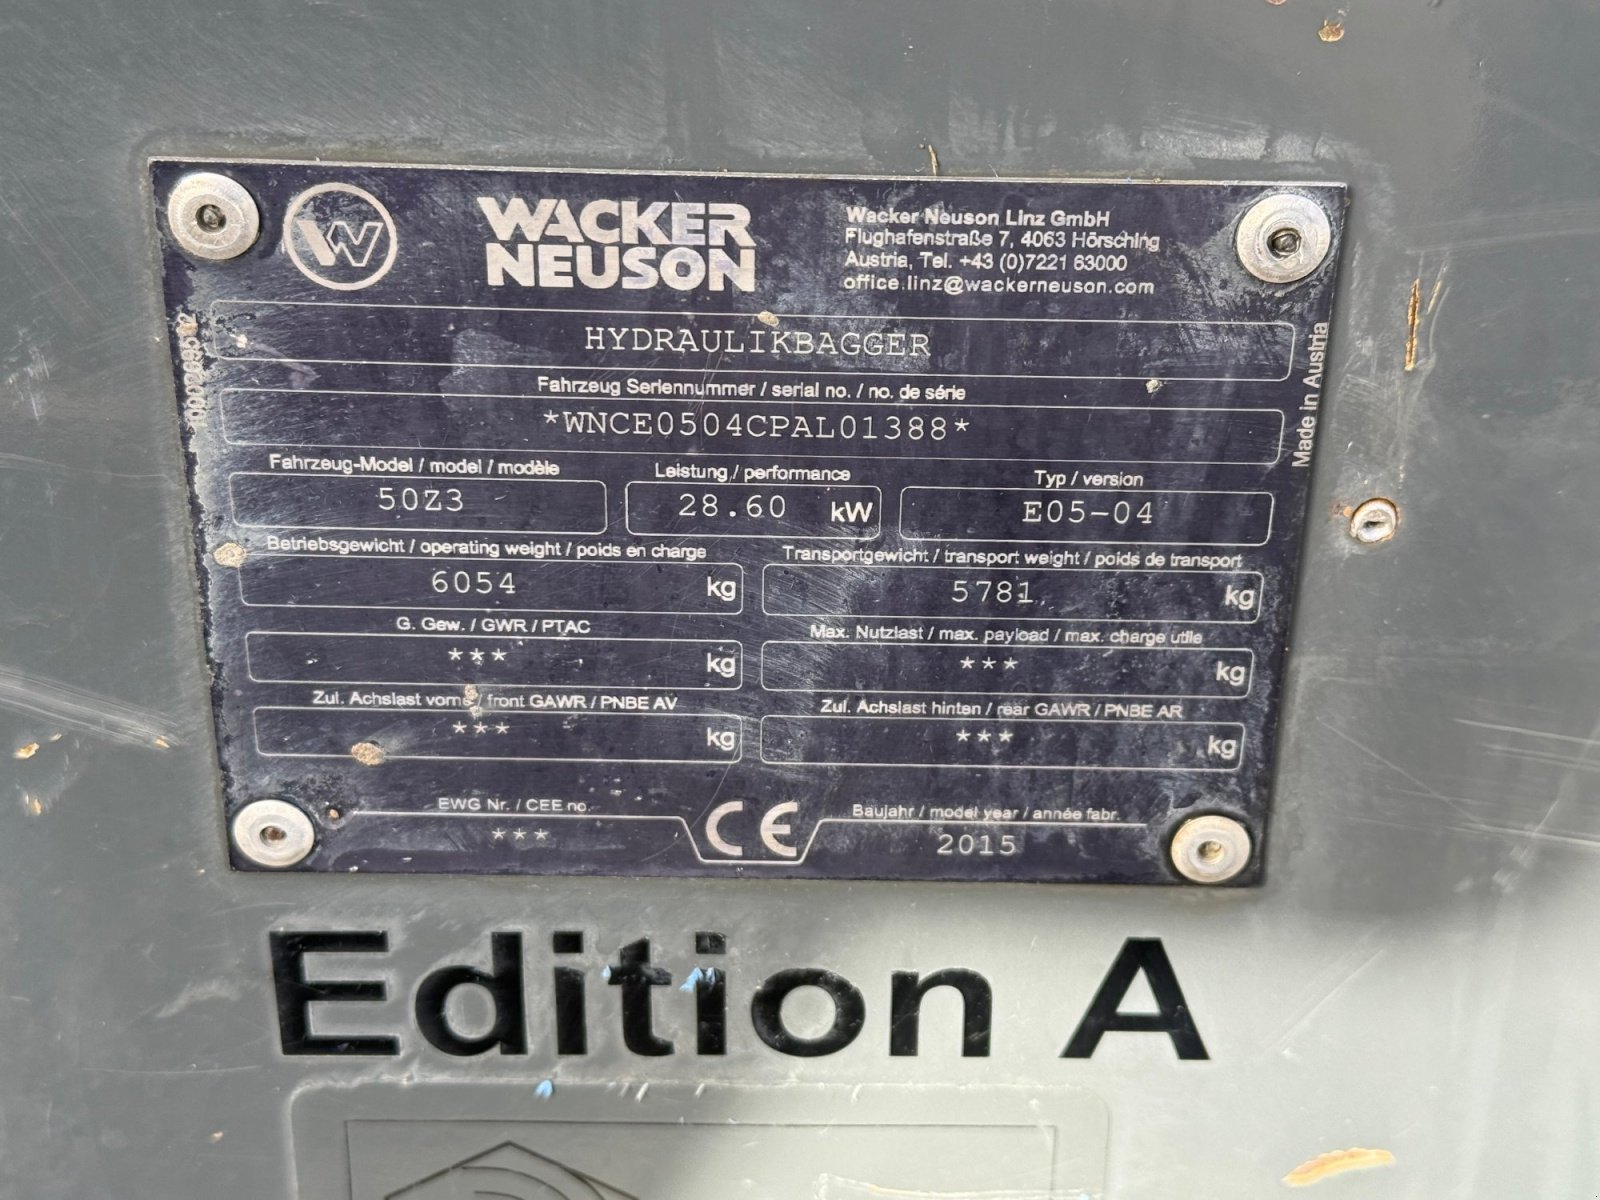 W
WACKER
NEUSON
Wacker Neuson Linz GmbH
Flughafenstraße 7, 4063 Hörsching
Austria, Tel. +43 (0)7221 63000
office.linz@wackerneuson.com
HYDRAULIKBAGGER
Fahrzeug Seriennummer / serial no. / no. de série
*WNCE0504CPAL01388*
Made in Austria
Fahrzeug-Model / model / modèle
50Z3
Leistung / performance
28.60 kW
Typ / version
E05-04
Betriebsgewicht / operating weight / poids en charge
6054 kg
Transportgewicht / transport weight / poids de transport
5781 kg
G. Gew. / GWR / PTAC
*** kg
Max. Nutzlast / max. payload / max. charge utile
*** kg
Zul. Achslast vorne / front GAWR / PNBE AV
*** kg
Zul. Achslast hinten / rear GAWR / PNBE AR
*** kg
EWG Nr. / CEE no.
***
CE
Baujahr / model year / année fabr.
2015
Edition A